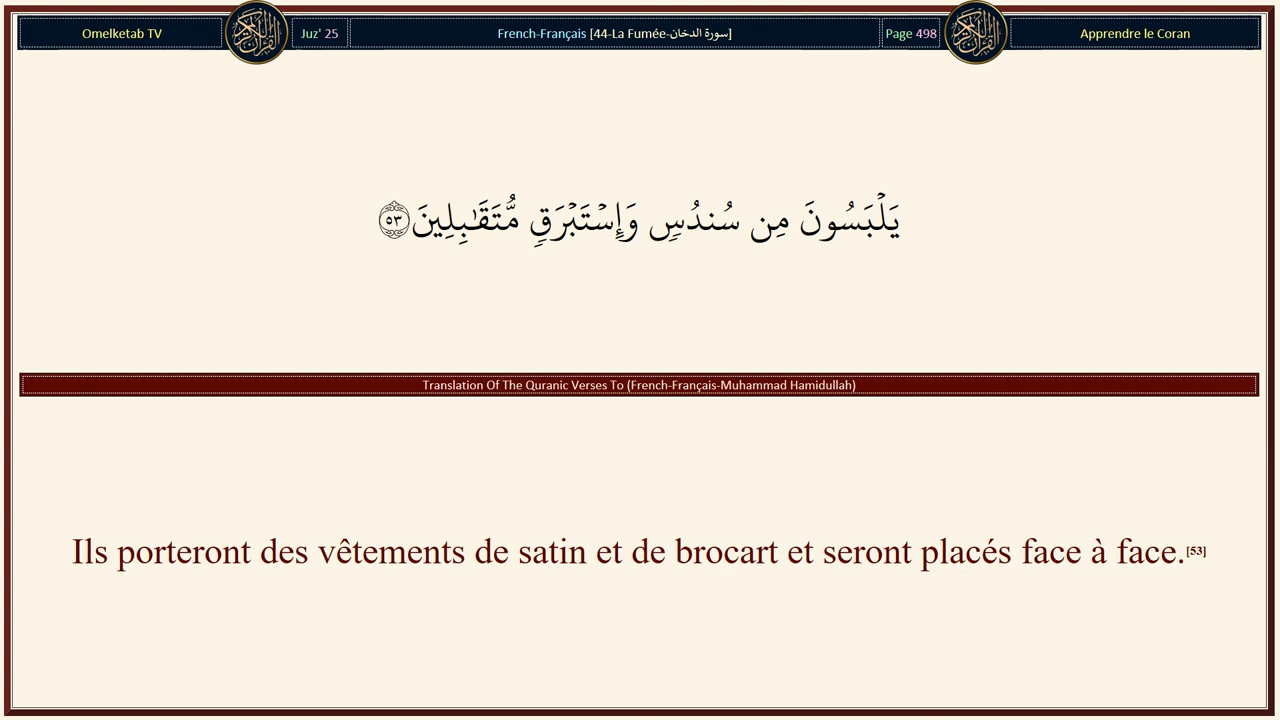 Omelketab TV
Juz' 25
French-Français [44-La Fumée-سورة الدخان]
Page 498
Apprendre le Coran
يَلْبَسُونَ مِن سُندُسٍ وَإِسْتَبْرَقٍ مُّتَقَـٰبِلِينَ ٥٣
Translation Of The Quranic Verses To (French-Français-Muhammad Hamidullah)
Ils porteront des vêtements de satin et de brocart et seront placés face à face.[53]